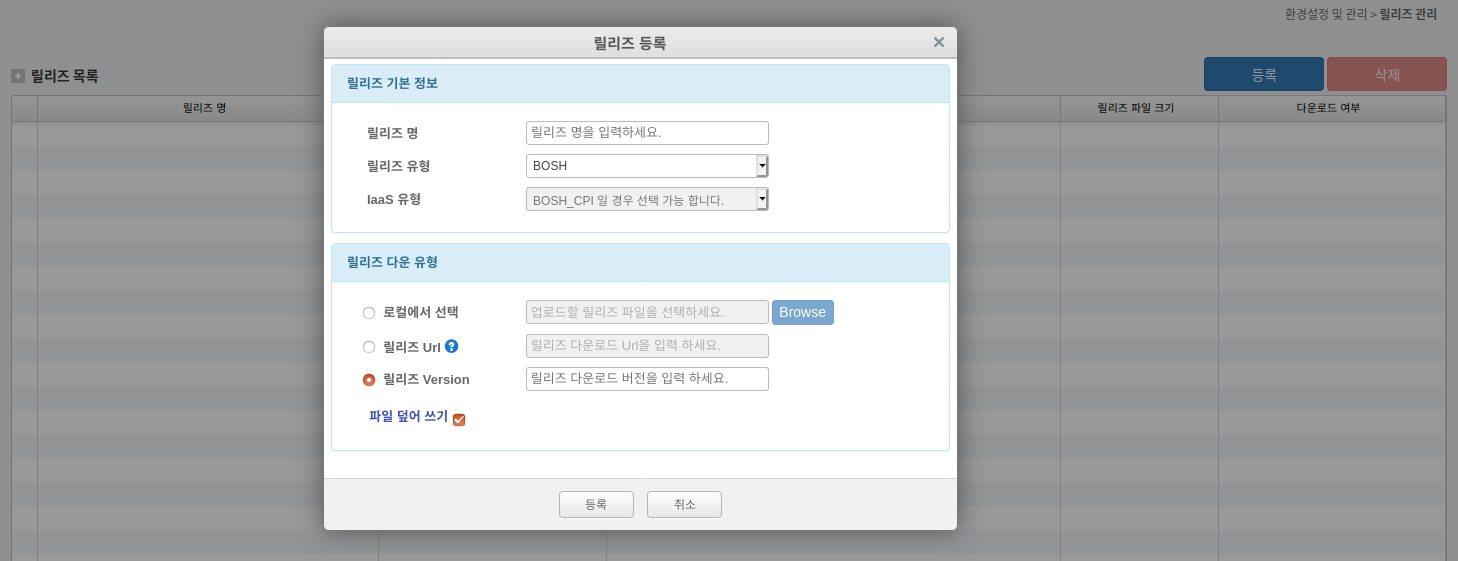 환경설정 및 관리 > 릴리즈 관리
릴리즈 등록 ×
릴리즈 목록
등록 삭제
릴리즈 명 릴리즈 파일 크기 다운로드 여부
릴리즈 기본 정보
릴리즈 명 릴리즈 명을 입력하세요.
릴리즈 유형 BOSH
IaaS 유형 BOSH_CPI 일 경우 선택 가능 합니다.
릴리즈 다운 유형
로컬에서 선택 업로드할 릴리즈 파일을 선택하세요. Browse
릴리즈 Url ? 릴리즈 다운로드 Url을 입력 하세요.
릴리즈 Version 릴리즈 다운로드 버전을 입력 하세요.
파일 덮어 쓰기
등록 취소